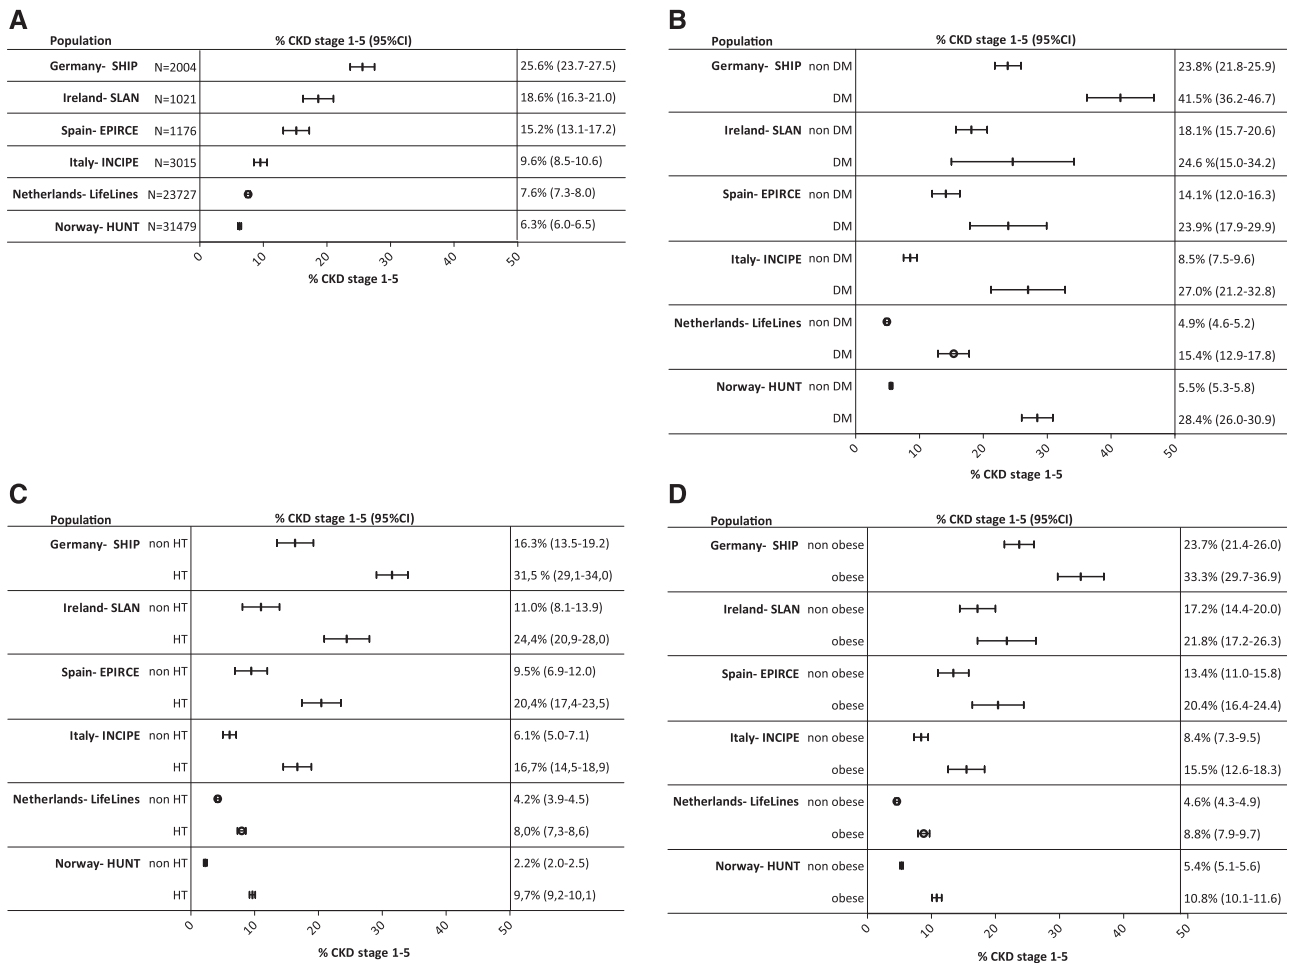 A
Population % CKD stage 1-5 (95%CI)
Germany- SHIP N=2004 25.6% (23.7-27.5)
Ireland- SLAN N=1021 18.6% (16.3-21.0)
Spain- EPIRCE N=1176 15.2% (13.1-17.2)
Italy- INCIPE N=3015 9.6% (8.5-10.6)
Netherlands- LifeLines N=23727 7.6% (7.3-8.0)
Norway- HUNT N=31479 6.3% (6.0-6.5)
0 10 20 30 40 50
% CKD stage 1-5
B
Population % CKD stage 1-5 (95%CI)
Germany- SHIP non DM 23.8% (21.8-25.9)
DM 41.5% (36.2-46.7)
Ireland- SLAN non DM 18.1% (15.7-20.6)
DM 24.6 %(15.0-34.2)
Spain- EPIRCE non DM 14.1% (12.0-16.3)
DM 23.9% (17.9-29.9)
Italy- INCIPE non DM 8.5% (7.5-9.6)
DM 27.0% (21.2-32.8)
Netherlands- LifeLines non DM 4.9% (4.6-5.2)
DM 15.4% (12.9-17.8)
Norway- HUNT non DM 5.5% (5.3-5.8)
DM 28.4% (26.0-30.9)
0 10 20 30 40 50
% CKD stage 1-5
C
Population % CKD stage 1-5 (95%CI)
Germany- SHIP non HT 16.3% (13.5-19.2)
HT 31,5 % (29,1-34,0)
Ireland- SLAN non HT 11.0% (8.1-13.9)
HT 24,4% (20,9-28,0)
Spain- EPIRCE non HT 9.5% (6.9-12.0)
HT 20,4% (17,4-23,5)
Italy- INCIPE non HT 6.1% (5.0-7.1)
HT 16,7% (14,5-18,9)
Netherlands- LifeLines non HT 4.2% (3.9-4.5)
HT 8,0% (7,3-8,6)
Norway- HUNT non HT 2.2% (2.0-2.5)
HT 9,7% (9,2-10,1)
0 10 20 30 40 50
% CKD stage 1-5
D
Population % CKD stage 1-5 (95%CI)
Germany- SHIP non obese 23.7% (21.4-26.0)
obese 33.3% (29.7-36.9)
Ireland- SLAN non obese 17.2% (14.4-20.0)
obese 21.8% (17.2-26.3)
Spain- EPIRCE non obese 13.4% (11.0-15.8)
obese 20.4% (16.4-24.4)
Italy- INCIPE non obese 8.4% (7.3-9.5)
obese 15.5% (12.6-18.3)
Netherlands- LifeLines non obese 4.6% (4.3-4.9)
obese 8.8% (7.9-9.7)
Norway- HUNT non obese 5.4% (5.1-5.6)
obese 10.8% (10.1-11.6)
0 10 20 30 40 50
% CKD stage 1-5